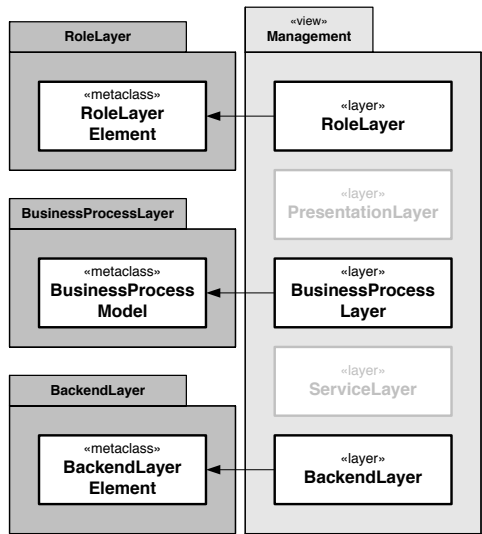 RoleLayer
«metaclass»
RoleLayer
Element
BusinessProcessLayer
«metaclass»
BusinessProcess
Model
BackendLayer
«metaclass»
BackendLayer
Element
«view»
Management
«layer»
RoleLayer
«layer»
PresentationLayer
«layer»
BusinessProcess
Layer
«layer»
ServiceLayer
«layer»
BackendLayer